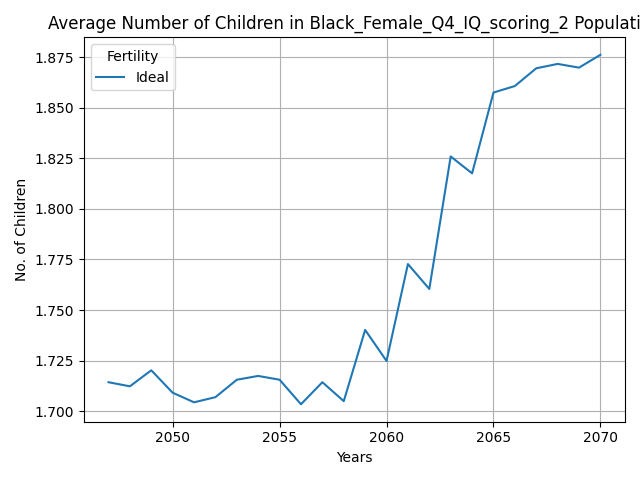 Average Number of Children in Black_Female_Q4_IQ_scoring_2 Populati
Fertility
Ideal
No. of Children
1.875
1.850
1.825
1.800
1.775
1.750
1.725
1.700
2050 2055 2060 2065 2070
Years